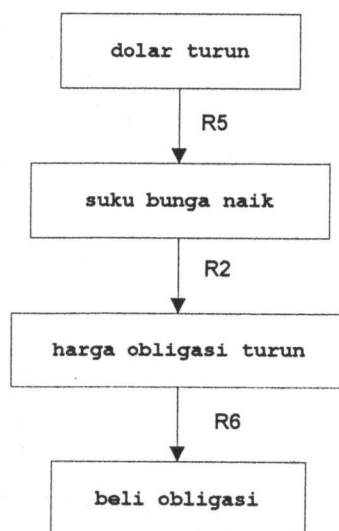 dolar turun
R5
suku bunga naik
R2
harga obligasi turun
R6
beli obligasi